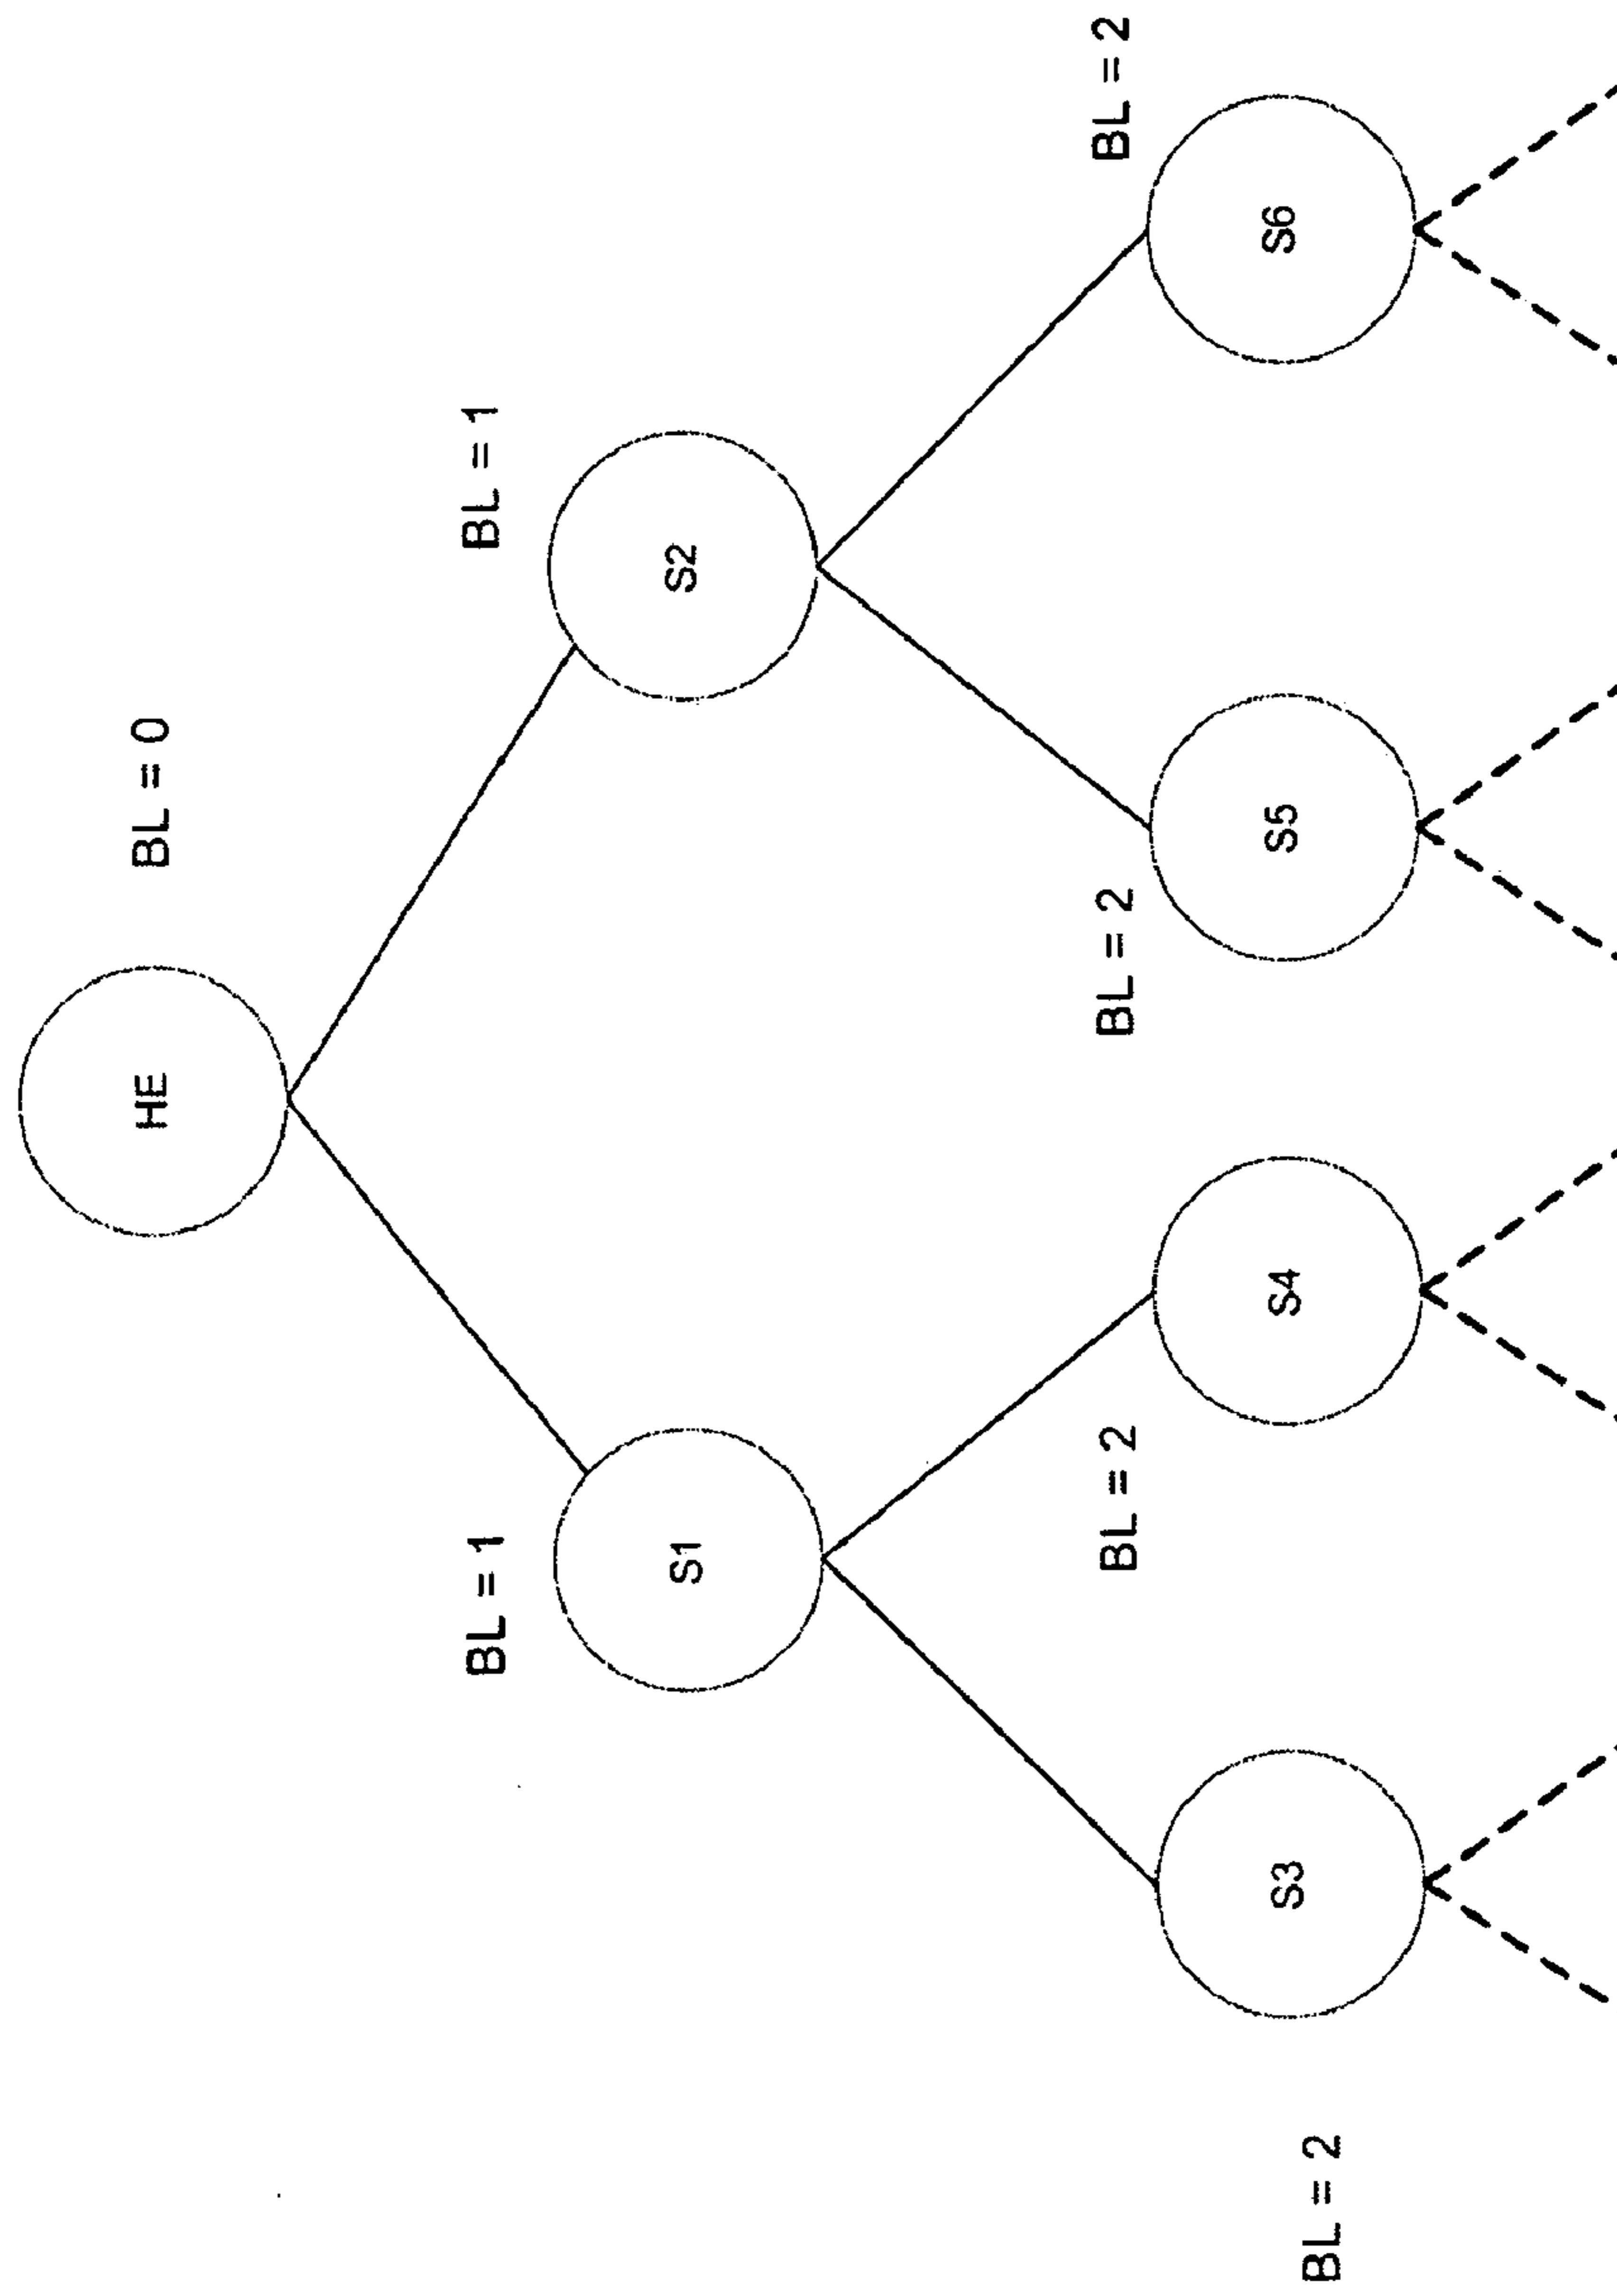 HE
BL = 0
BL = 1
S1
BL = 1
S2
BL = 2
S3
BL = 2
S4
BL = 2
S5
BL = 2
S6